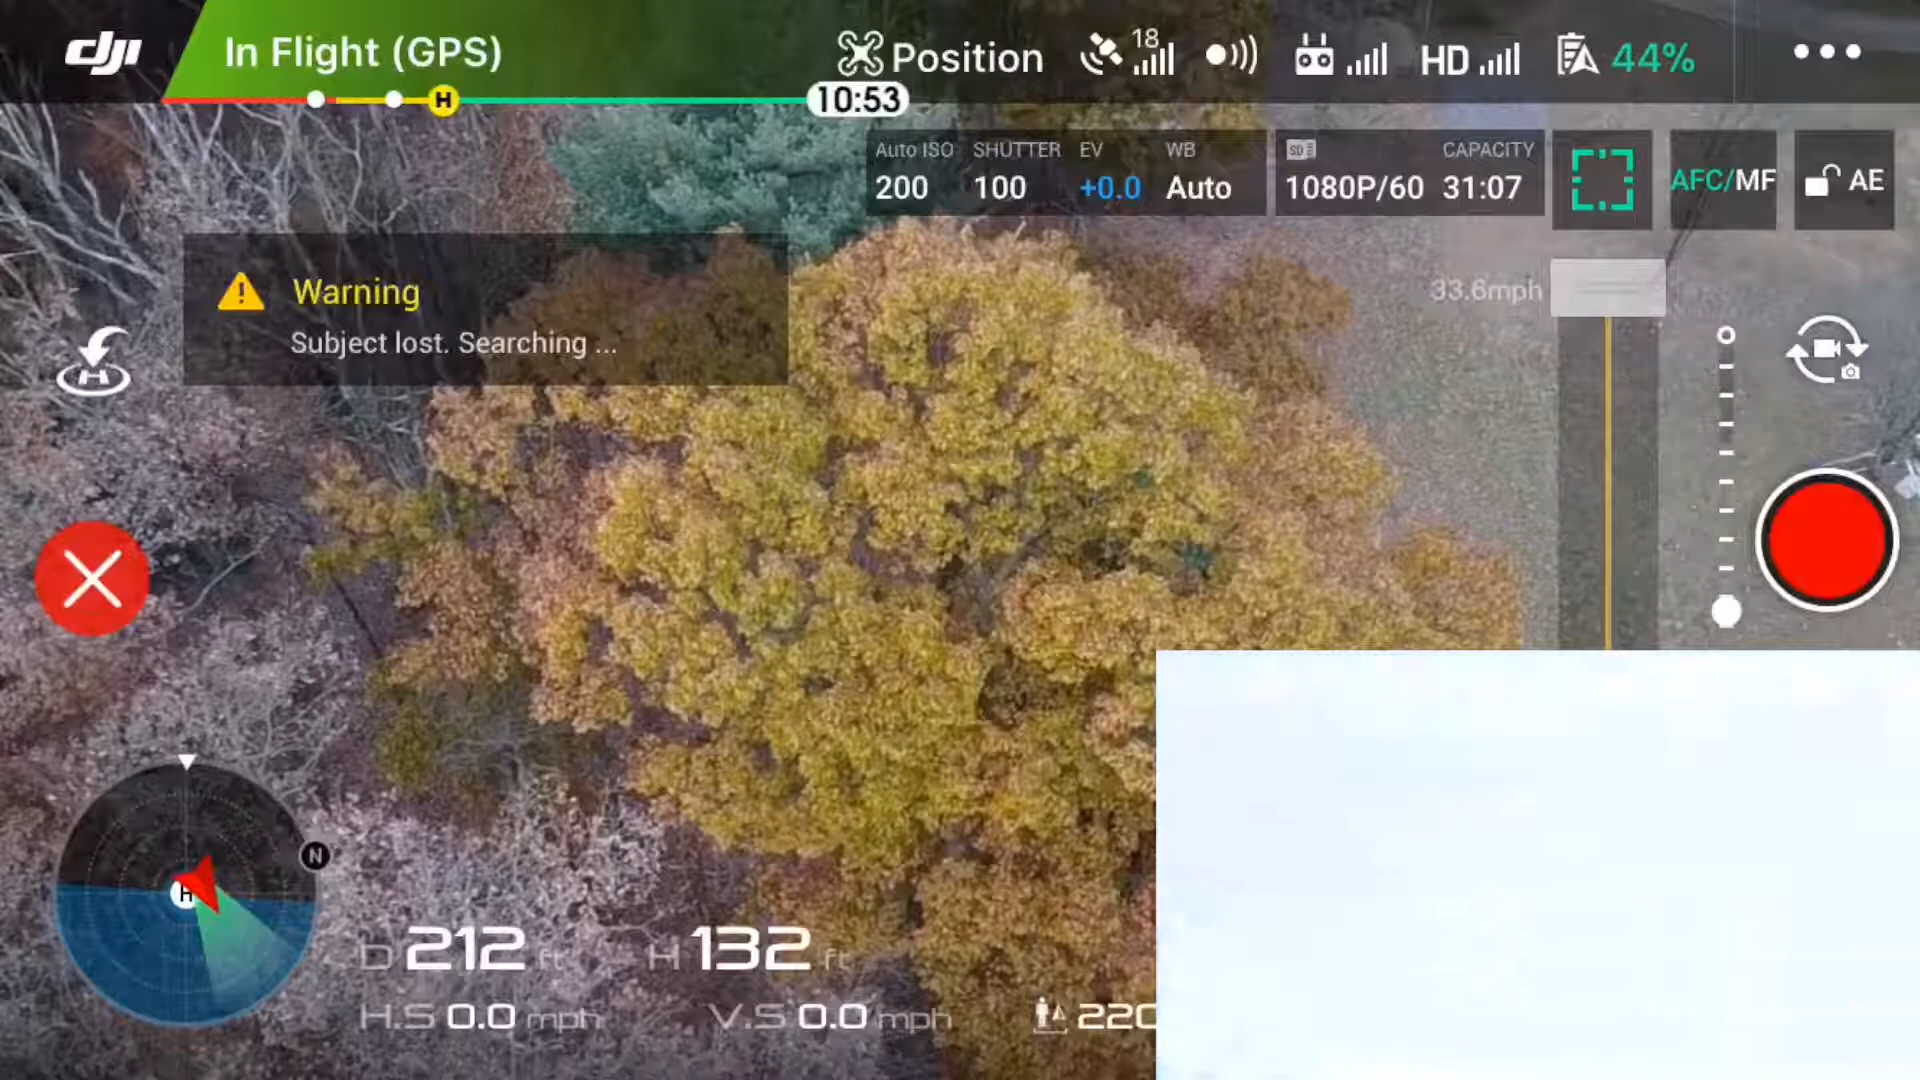 dji In Flight (GPS) Position 18 HD 44%
H 10:53
Auto ISO SHUTTER EV WB SD CAPACITY
200 100 +0.0 Auto 1080P/60 31:07 AFC/MF AE
Warning
33.6mph
Subject lost. Searching ...
H
N
H
D 212 ft H 132 ft
H.S 0.0 mph V.S 0.0 mph 220